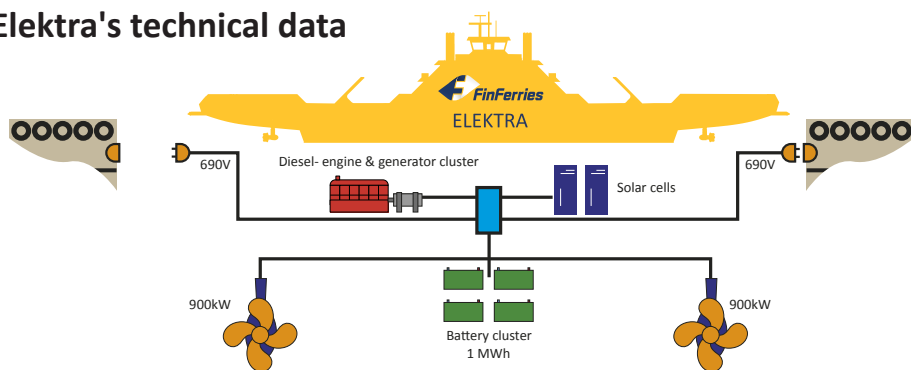 Elektra's technical data
FinFerries
ELEKTRA
Diesel- engine & generator cluster
690V
690V
Solar cells
900kW
900kW
Battery cluster
1 MWh